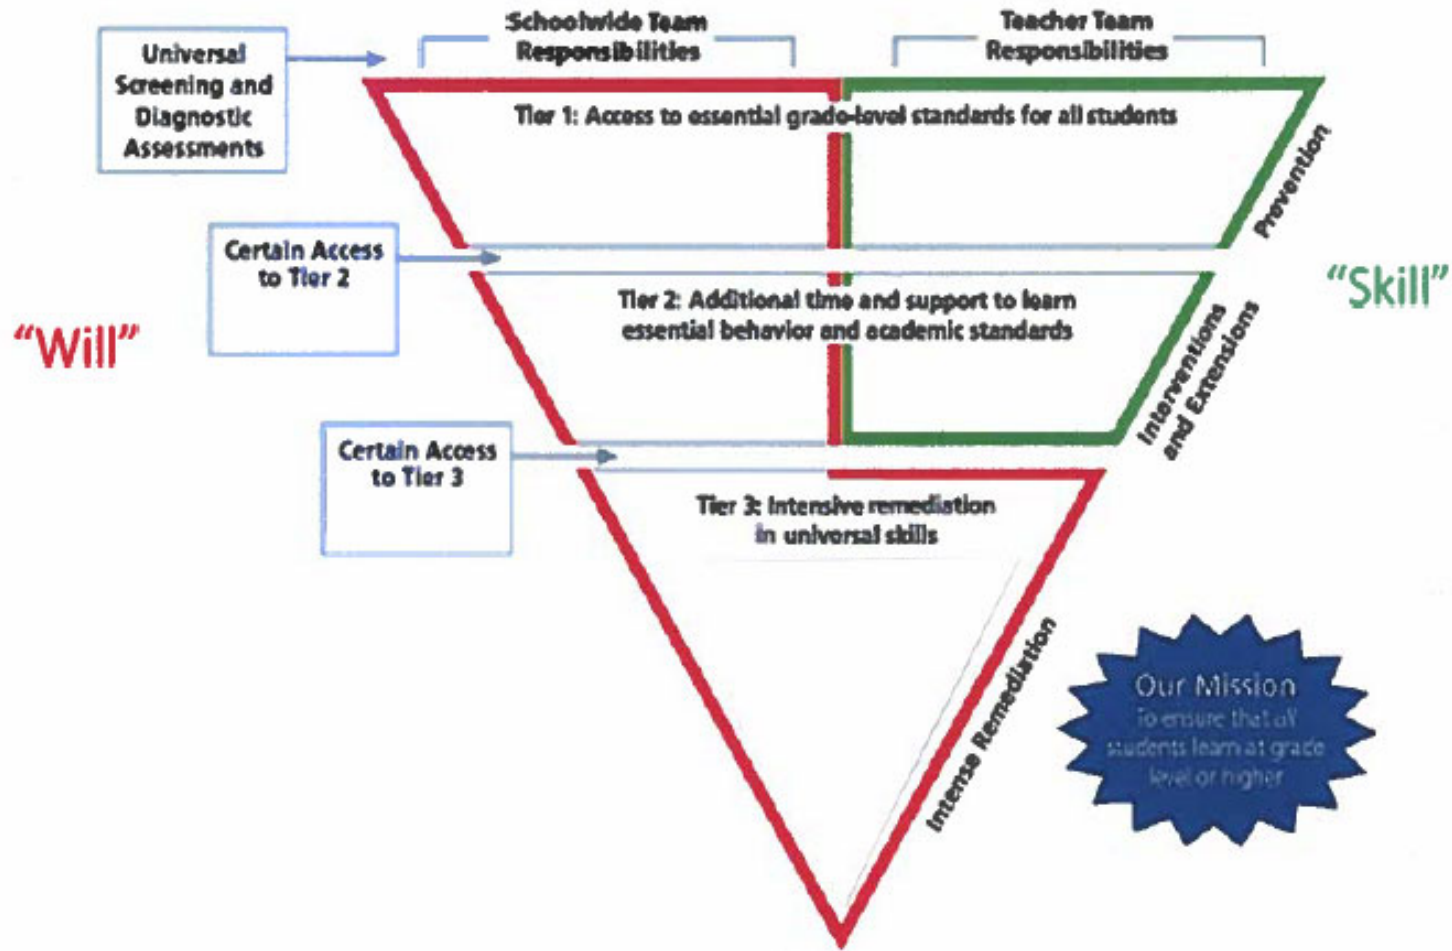 Schoolwide Team
Responsibilities
Teacher Team
Responsibilities
Universal
Screening and
Diagnostic
Assessments
Tier 1: Access to essential grade-level standards for all students
Prevention
Certain Access
to Tier 2
"Skill"
Tier 2: Additional time and support to learn
essential behavior and academic standards
"Will"
Interventions
and Extensions
Certain Access
to Tier 3
Tier 3: Intensive remediation
in universal skills
Intense Remediation
Our Mission
To ensure that all
students learn at grade
level or higher